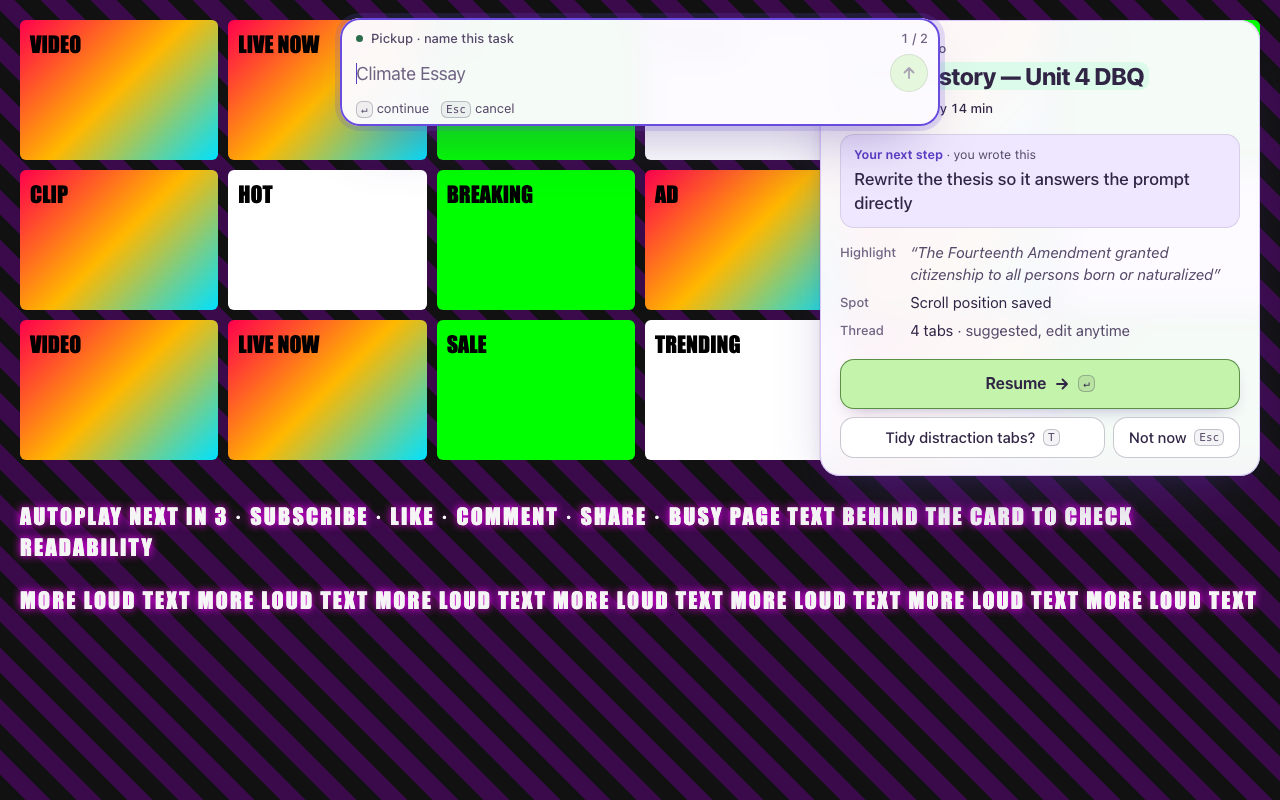 VIDEO
LIVE NOW
Pickup · name this task
1 / 2
Climate Essay
↵ continue Esc cancel
story — Unit 4 DBQ
14 min
Your next step · you wrote this
Rewrite the thesis so it answers the prompt
directly
Highlight “The Fourteenth Amendment granted
citizenship to all persons born or naturalized”
Spot Scroll position saved
Thread 4 tabs · suggested, edit anytime
Resume → ↵
Tidy distraction tabs? T
Not now Esc
CLIP
HOT
BREAKING
AD
VIDEO
LIVE NOW
SALE
TRENDING
AUTOPLAY NEXT IN 3 · SUBSCRIBE · LIKE · COMMENT · SHARE · BUSY PAGE TEXT BEHIND THE CARD TO CHECK
READABILITY
MORE LOUD TEXT MORE LOUD TEXT MORE LOUD TEXT MORE LOUD TEXT MORE LOUD TEXT MORE LOUD TEXT MORE LOUD TEXT